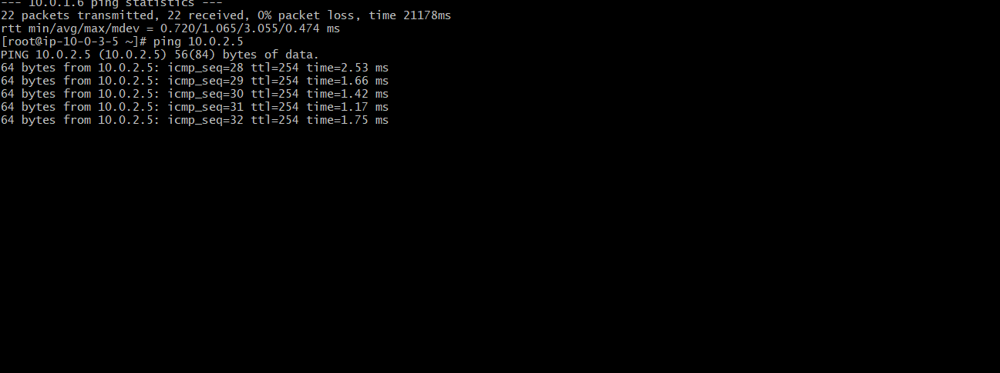 --- 10.0.1.6 ping statistics ---
22 packets transmitted, 22 received, 0% packet loss, time 21178ms
rtt min/avg/max/mdev = 0.720/1.065/3.055/0.474 ms
[root@ip-10-0-3-5 ~]# ping 10.0.2.5
PING 10.0.2.5 (10.0.2.5) 56(84) bytes of data.
64 bytes from 10.0.2.5: icmp_seq=28 ttl=254 time=2.53 ms
64 bytes from 10.0.2.5: icmp_seq=29 ttl=254 time=1.66 ms
64 bytes from 10.0.2.5: icmp_seq=30 ttl=254 time=1.42 ms
64 bytes from 10.0.2.5: icmp_seq=31 ttl=254 time=1.17 ms
64 bytes from 10.0.2.5: icmp_seq=32 ttl=254 time=1.75 ms